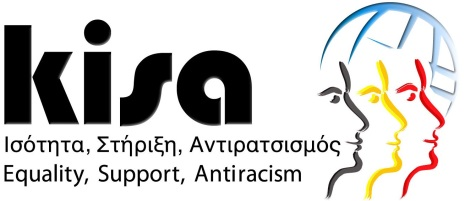 kisa
Ισότητα, Στήριξη, Αντιρατσισμός
Equality, Support, Antiracism